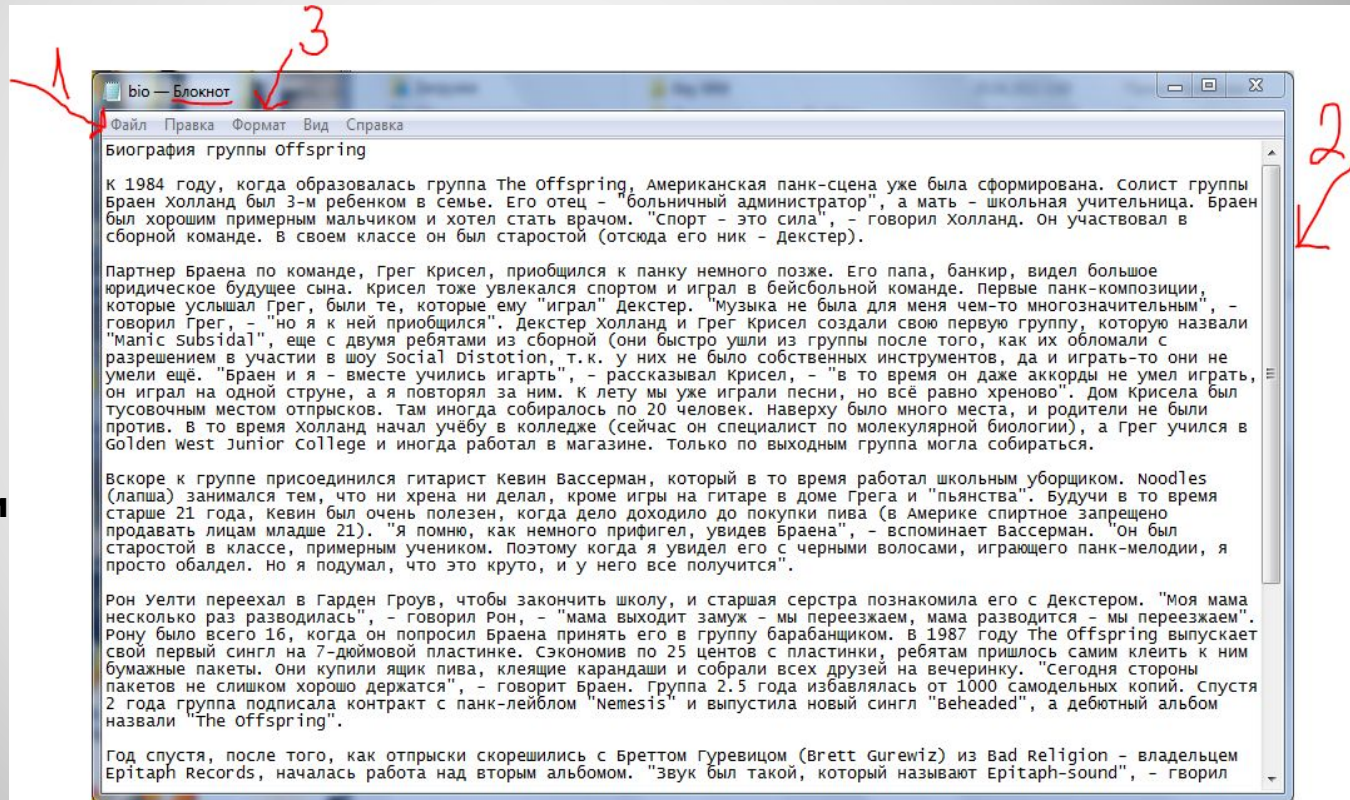 3
1
bio — Блокнот
Файл Правка Формат Вид Справка
2
Биография группы Offspring
К 1984 году, когда образовалась группа The Offspring, Американская панк-сцена уже была сформирована. Солист группы
Браен Холланд был 3-м ребенком в семье. Его отец - "больничный администратор", а мать - школьная учительница. Браен
был хорошим примерным мальчиком и хотел стать врачом. "Спорт - это сила", - говорил Холланд. Он участвовал в
сборной команде. В своем классе он был старостой (отсюда его ник - Декстер).
Партнер Браена по команде, Грег Крисел, приобщился к панку немного позже. Его папа, банкир, видел большое
юридическое будущее сына. Крисел тоже увлекался спортом и играл в бейсбольной команде. Первые панк-композиции,
которые услышал Грег, были те, которые ему "играл" Декстер. "Музыка не была для меня чем-то многозначительным", -
говорил Грег, - "но я к ней приобщился". Декстер Холланд и Грег Крисел создали свою первую группу, которую назвали
"Manic Subsidal", еще с двумя ребятами из сборной (они быстро ушли из группы после того, как их обломали с
разрешением в участии в шоу Social Distotion, т.к. у них не было собственных инструментов, да и играть-то они не
умели ещё. "Браен и я - вместе учились игарть", - рассказывал Крисел, - "в то время он даже аккорды не умел играть,
он играл на одной струне, а я повторял за ним. К лету мы уже играли песни, но всё равно хреново". Дом Крисела был
тусовочным местом отпрысков. Там иногда собиралось по 20 человек. Наверху было много места, и родители не были
против. В то время Холланд начал учёбу в колледже (сейчас он специалист по молекулярной биологии), а Грег учился в
Golden West Junior College и иногда работал в магазине. Только по выходным группа могла собираться.
Вскоре к группе присоединился гитарист Кевин Вассерман, который в то время работал школьным уборщиком. Noodles
(лапша) занимался тем, что ни хрена ни делал, кроме игры на гитаре в доме Грега и "пьянства". Будучи в то время
старше 21 года, Кевин был очень полезен, когда дело доходило до покупки пива (в Америке спиртное запрещено
продавать лицам младше 21). "Я помню, как немного прифигел, увидев Браена", - вспоминает Вассерман. "Он был
старостой в классе, примерным учеником. Поэтому когда я увидел его с черными волосами, играющего панк-мелодии, я
просто обалдел. Но я подумал, что это круто, и у него все получится".
Рон Уелти переехал в Гарден Гроув, чтобы закончить школу, и старшая серстра познакомила его с Декстером. "Моя мама
несколько раз разводилась", - говорил Рон, - "мама выходит замуж - мы переезжаем, мама разводится - мы переезжаем".
Рону было всего 16, когда он попросил Браена принять его в группу барабанщиком. В 1987 году The Offspring выпускает
свой первый сингл на 7-дюймовой пластинке. Сэкономив по 25 центов с пластинки, ребятам пришлось самим клеить к ним
бумажные пакеты. Они купили ящик пива, клеящие карандаши и собрали всех друзей на вечеринку. "Сегодня стороны
пакетов не слишком хорошо держатся", - говорит Браен. Группа 2.5 года избавлялась от 1000 самодельных копий. Спустя
2 года группа подписала контракт с панк-лейблом "Nemesis" и выпустила новый сингл "Beheaded", а дебютный альбом
назвали "The Offspring".
Год спустя, после того, как отпрыски скорешились с Бреттом Гуревицом (Brett Gurewiz) из Bad Religion - владельцем
Epitaph Records, началась работа над вторым альбомом. "Звук был такой, который называют Epitaph-sound", - гворил